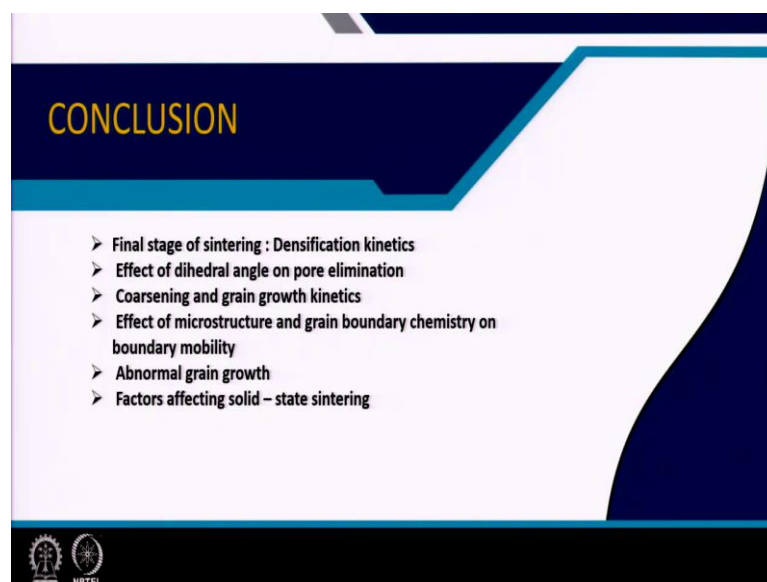 CONCLUSION
➤ Final stage of sintering : Densification kinetics
➤ Effect of dihedral angle on pore elimination
➤ Coarsening and grain growth kinetics
➤ Effect of microstructure and grain boundary chemistry on
boundary mobility
➤ Abnormal grain growth
➤ Factors affecting solid – state sintering
NPTEL